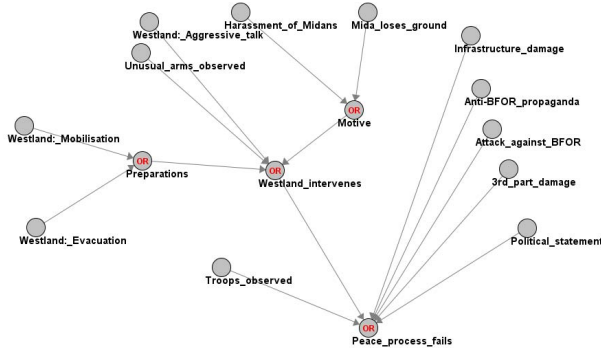 Harassment_of_Midans
Mida_loses_ground
Westland:_Aggressive_talk
Infrastructure_damage
Unusual_arms_observed
Anti-BFOR_propaganda
OR
Motive
Westland:_Mobilisation
Attack_against_BFOR
OR
Preparations
OR
Westland_intervenes
3rd_part_damage
Westland:_Evacuation
Political_statement
Troops_observed
OR
Peace_process_fails